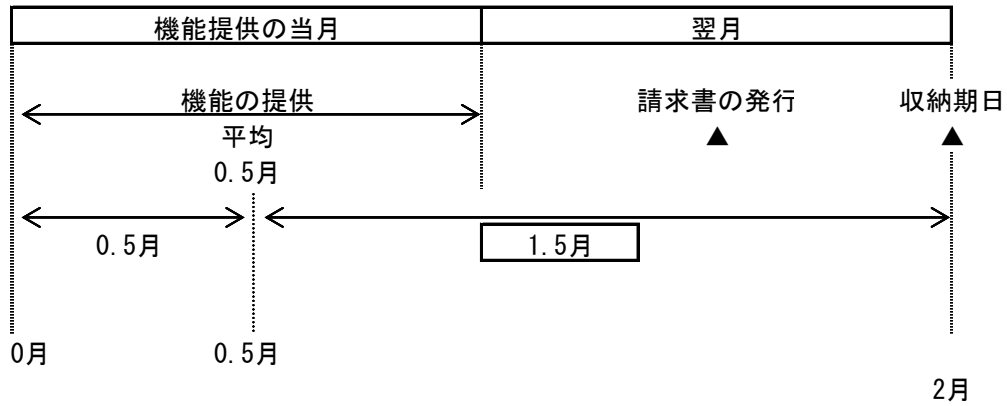 機能提供の当月 翌月
機能の提供 請求書の発行 収納期日
平均 ▲ ▲
0.5月
0.5月 1.5月
0月 0.5月
2月